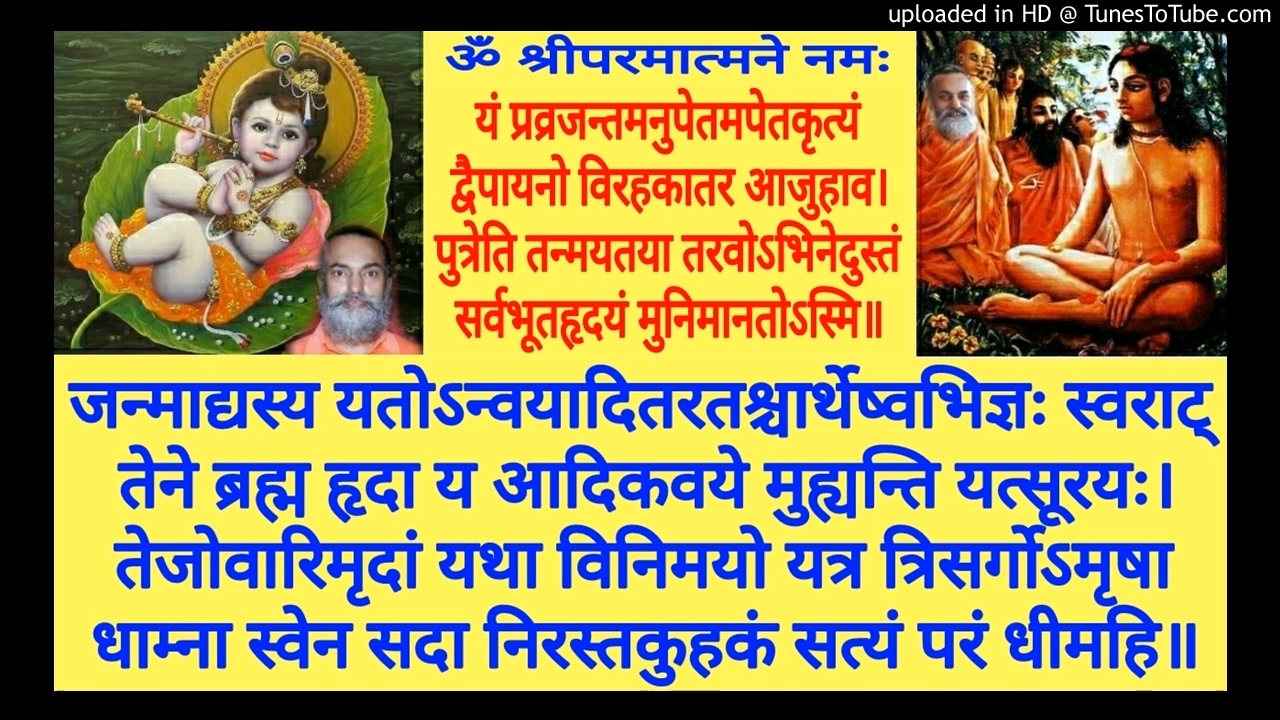 uploaded in HD @ TunesToTube.com
ॐ श्रीपरमात्मने नमः
यं प्रव्रजन्तमनुपेतमपेतकृत्यं
द्वैपायनो विरहकातर आजुहाव।
पुत्रेति तन्मयतया तरवोऽभिनेदुस्तं
सर्वभूतहृदयं मुनिमानतोऽस्मि॥
जन्माद्यस्य यतोऽन्वयादितरतश्चार्थेष्वभिज्ञः स्वराट्
तेने ब्रह्म हृदा य आदिकवये मुह्यन्ति यत्सूरयः।
तेजोवारिमृदां यथा विनिमयो यत्र त्रिसर्गोऽमृषा
धाम्ना स्वेन सदा निरस्तकुहकं सत्यं परं धीमहि॥